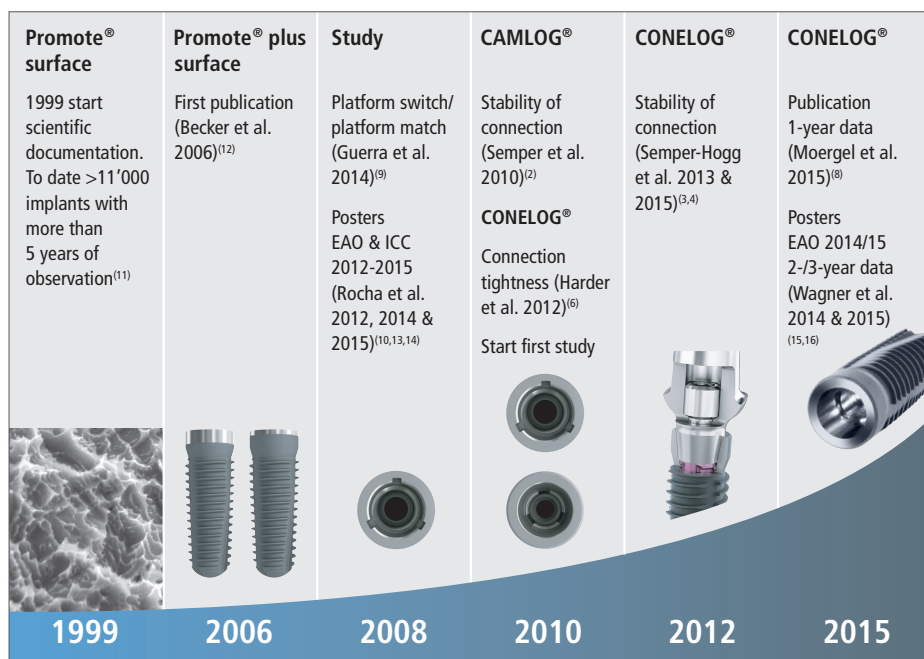 Promote®
surface
1999 start
scientific
documentation.
To date >11’000
implants with
more than
5 years of
observation(11)
Promote® plus
surface
First publication
(Becker et al.
2006)(12)
Study
Platform switch/
platform match
(Guerra et al.
2014)(9)
Posters
EAO & ICC
2012-2015
(Rocha et al.
2012, 2014 &
2015)(10,13,14)
CAMLOG®
Stability of
connection
(Semper et al.
2010)(2)
CONELOG®
Connection
tightness (Harder
et al. 2012)(6)
Start first study
CONELOG®
Stability of
connection
(Semper-Hogg
et al. 2013 &
2015)(3,4)
CONELOG®
Publication
1-year data
(Moergel et al.
2015)(8)
Posters
EAO 2014/15
2-/3-year data
(Wagner et al.
2014 & 2015)
(15,16)
1999
2006
2008
2010
2012
2015